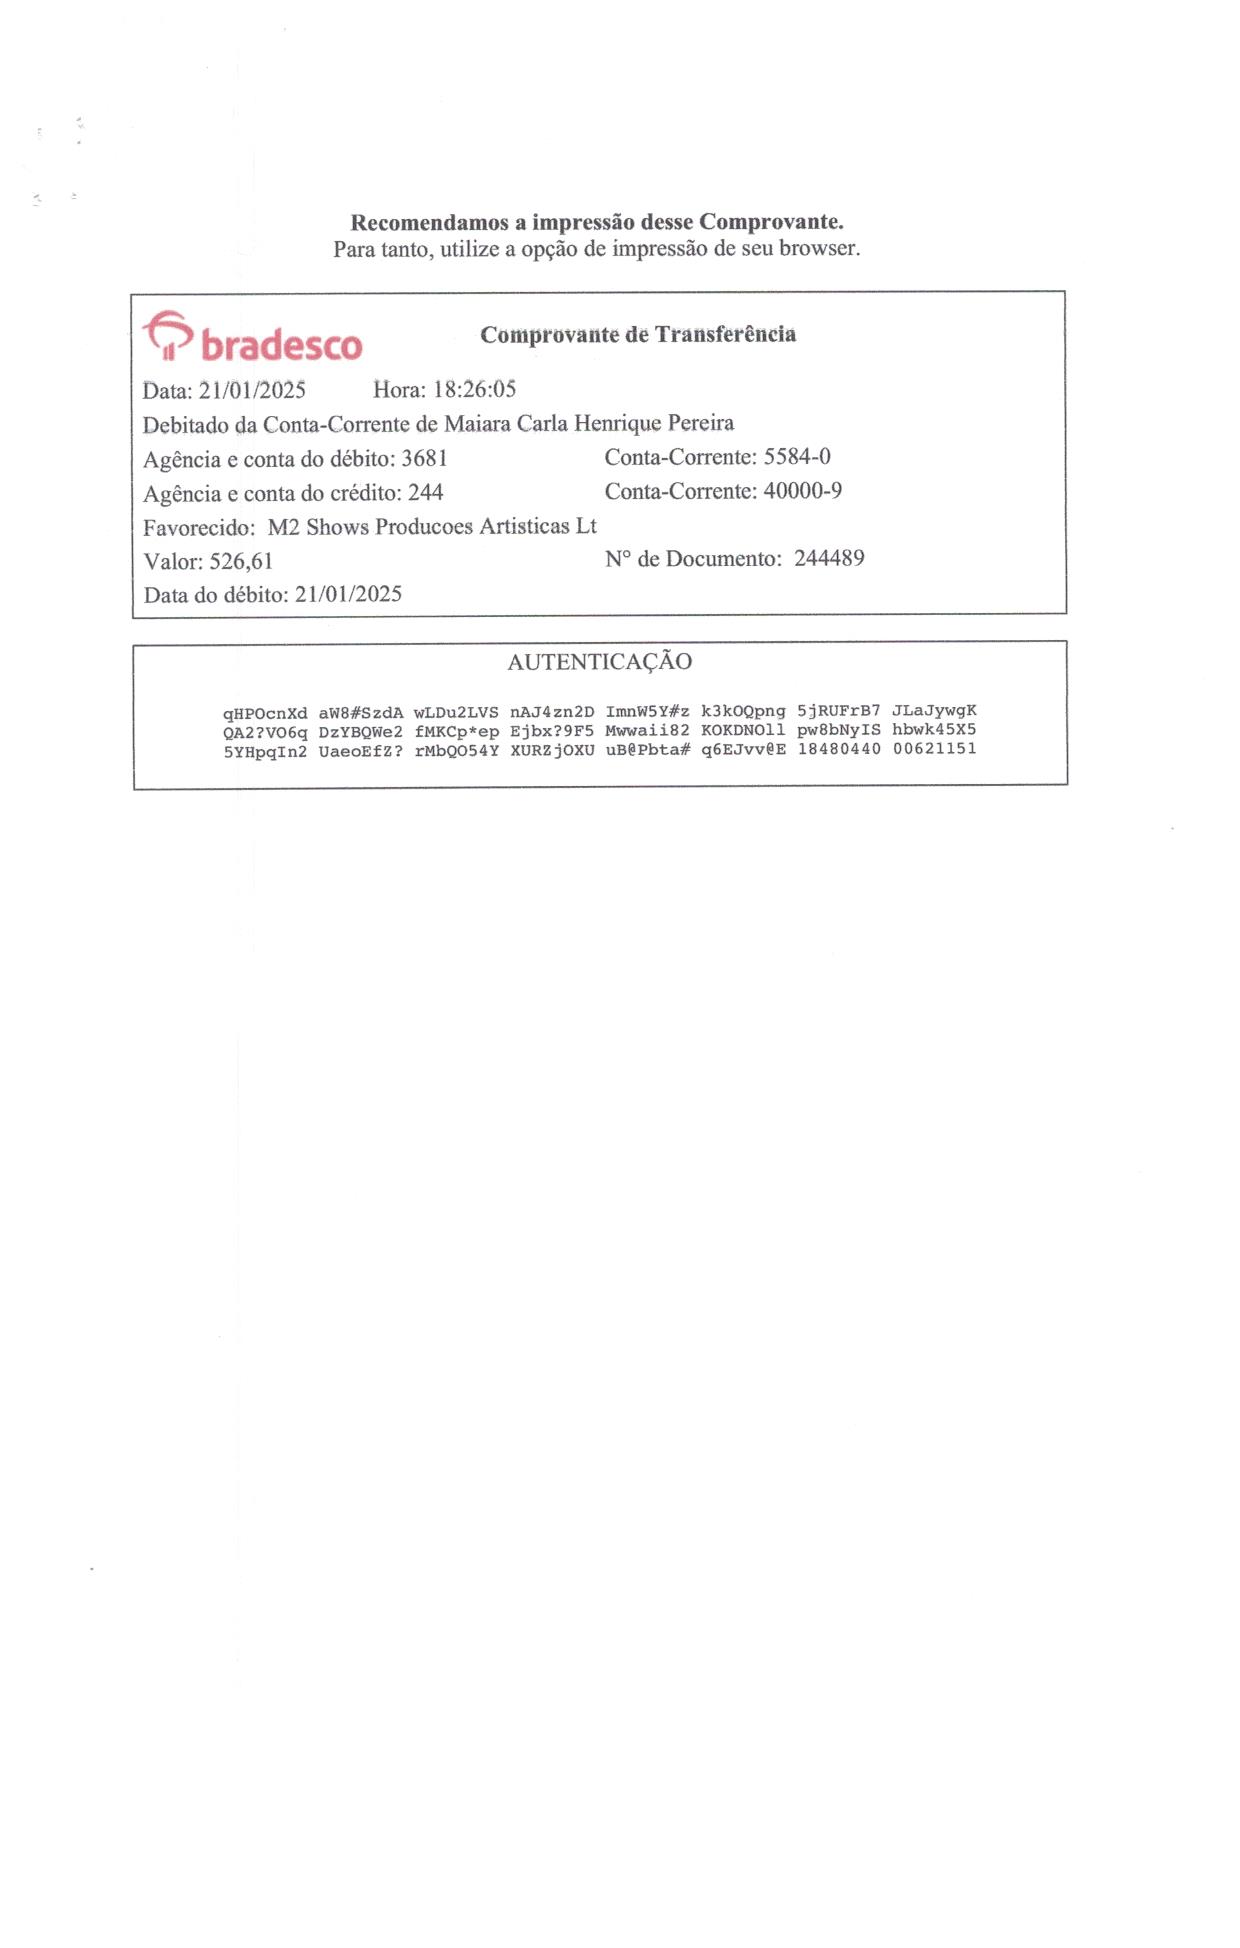 Recomendamos a impressão desse Comprovante.
Para tanto, utilize a opção de impressão de seu browser.
bradesco
Comprovante de Transferência
Data: 21/01/2025 Hora: 18:26:05
Debitado da Conta-Corrente de Maiara Carla Henrique Pereira
Agência e conta do débito: 3681 Conta-Corrente: 5584-0
Agência e conta do crédito: 244 Conta-Corrente: 40000-9
Favorecido: M2 Shows Producoes Artisticas Lt
Valor: 526,61 N° de Documento: 244489
Data do débito: 21/01/2025
AUTENTICAÇÃO
qHPOcnXd aW8#SzdA wLDu2LVS nAJ4zn2D ImnW5Y#z k3kOQpng 5jRUFrB7 JLaJywgK
QA2?VO6q DzYBQWe2 fMKCp*ep Ejbx?9F5 Mwwaii82 KOKDNOll pw8bNyIS hbwk45X5
5YHpqIn2 UaeoEfZ? rMbQO54Y XURZjOXU uB@Pbta# q6EJvv@E 18480440 00621151